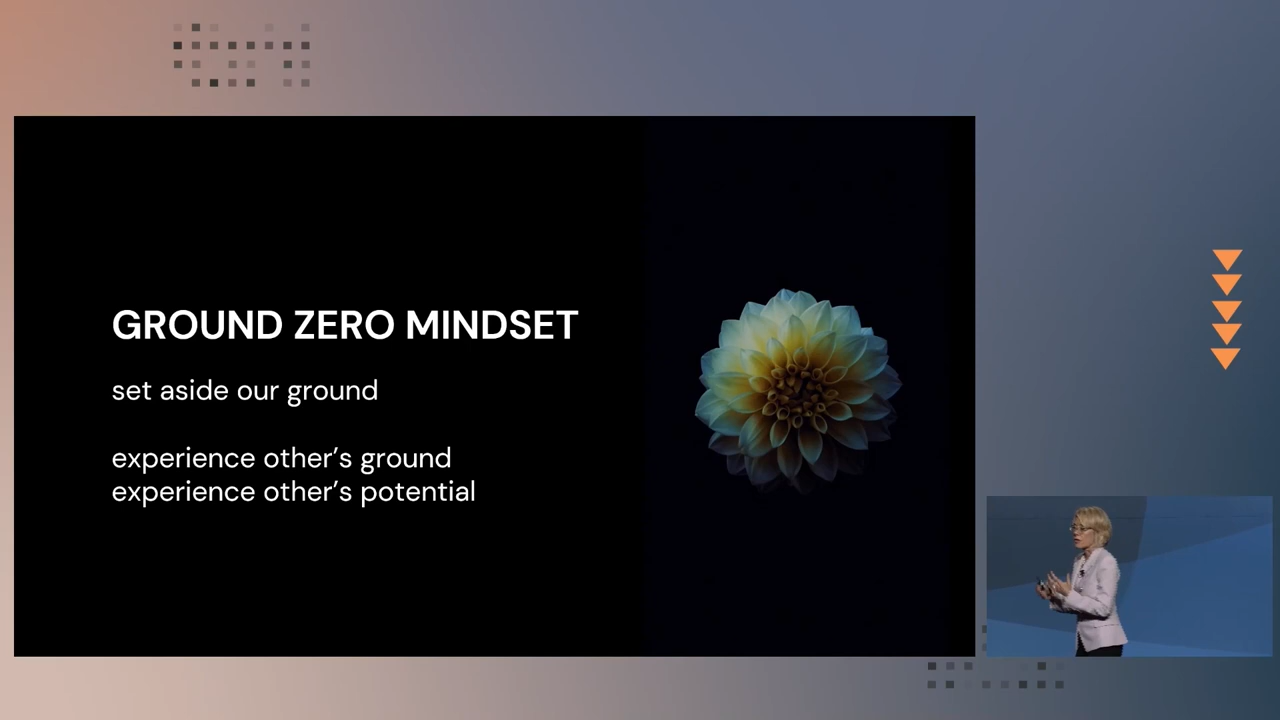 GROUND ZERO MINDSET
set aside our ground
experience other’s ground
experience other’s potential